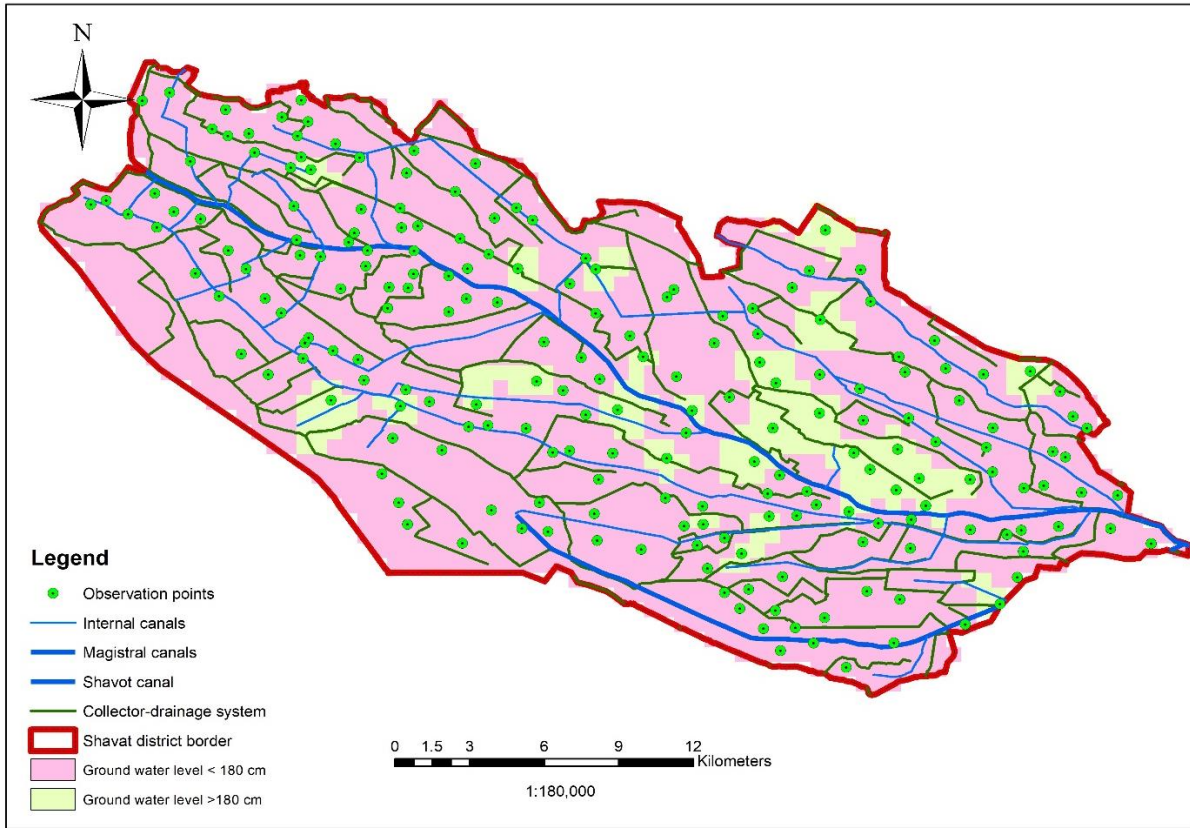 N
Legend
Observation points
Internal canals
Magistral canals
Shavot canal
Collector-drainage system
Shavat district border
Ground water level < 180 cm
Ground water level >180 cm
0 1.5 3 6 9 12
Kilometers
1:180,000